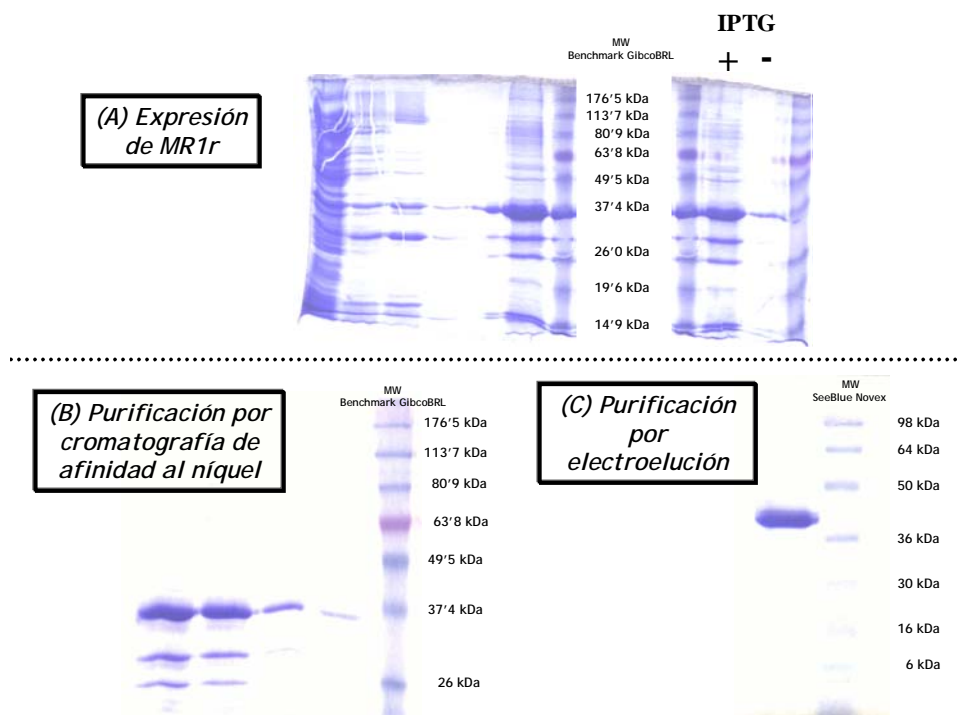 IPTG
+ -
MW
Benchmark GibcoBRL
(A) Expresión
de MR1r
176'5 kDa
113'7 kDa
80'9 kDa
63'8 kDa
49'5 kDa
37'4 kDa
26'0 kDa
19'6 kDa
14'9 kDa
(B) Purificación por
cromatografía de
afinidad al níquel
MW
Benchmark GibcoBRL
176'5 kDa
113'7 kDa
80'9 kDa
63'8 kDa
49'5 kDa
37'4 kDa
26 kDa
(C) Purificación
por
electroelución
MW
SeeBlue Novex
98 kDa
64 kDa
50 kDa
36 kDa
30 kDa
16 kDa
6 kDa